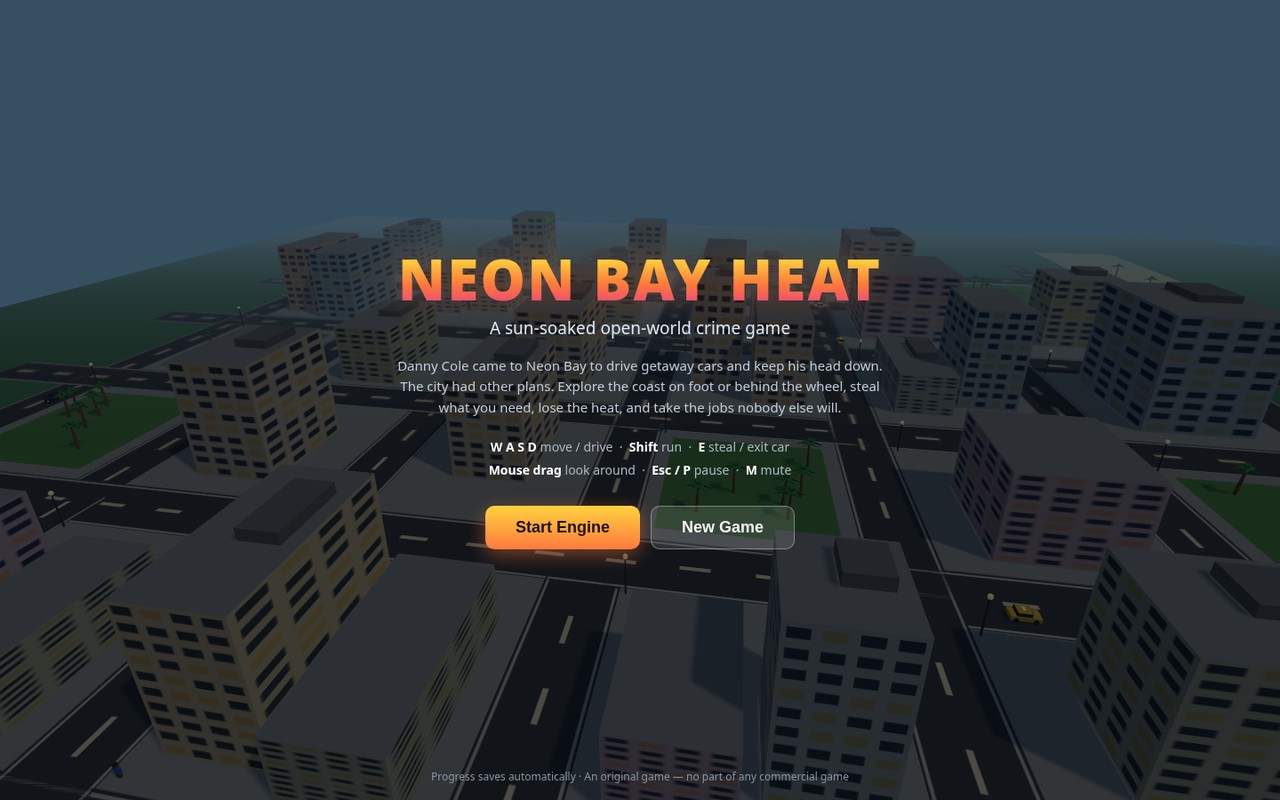 NEON BAY HEAT
A sun-soaked open-world crime game
Danny Cole came to Neon Bay to drive getaway cars and keep his head down.
The city had other plans. Explore the coast on foot or behind the wheel, steal
what you need, lose the heat, and take the jobs nobody else will.
W A S D move / drive · Shift run · E steal / exit car
Mouse drag look around · Esc / P pause · M mute
Start Engine New Game
Progress saves automatically · An original game — no part of any commercial game